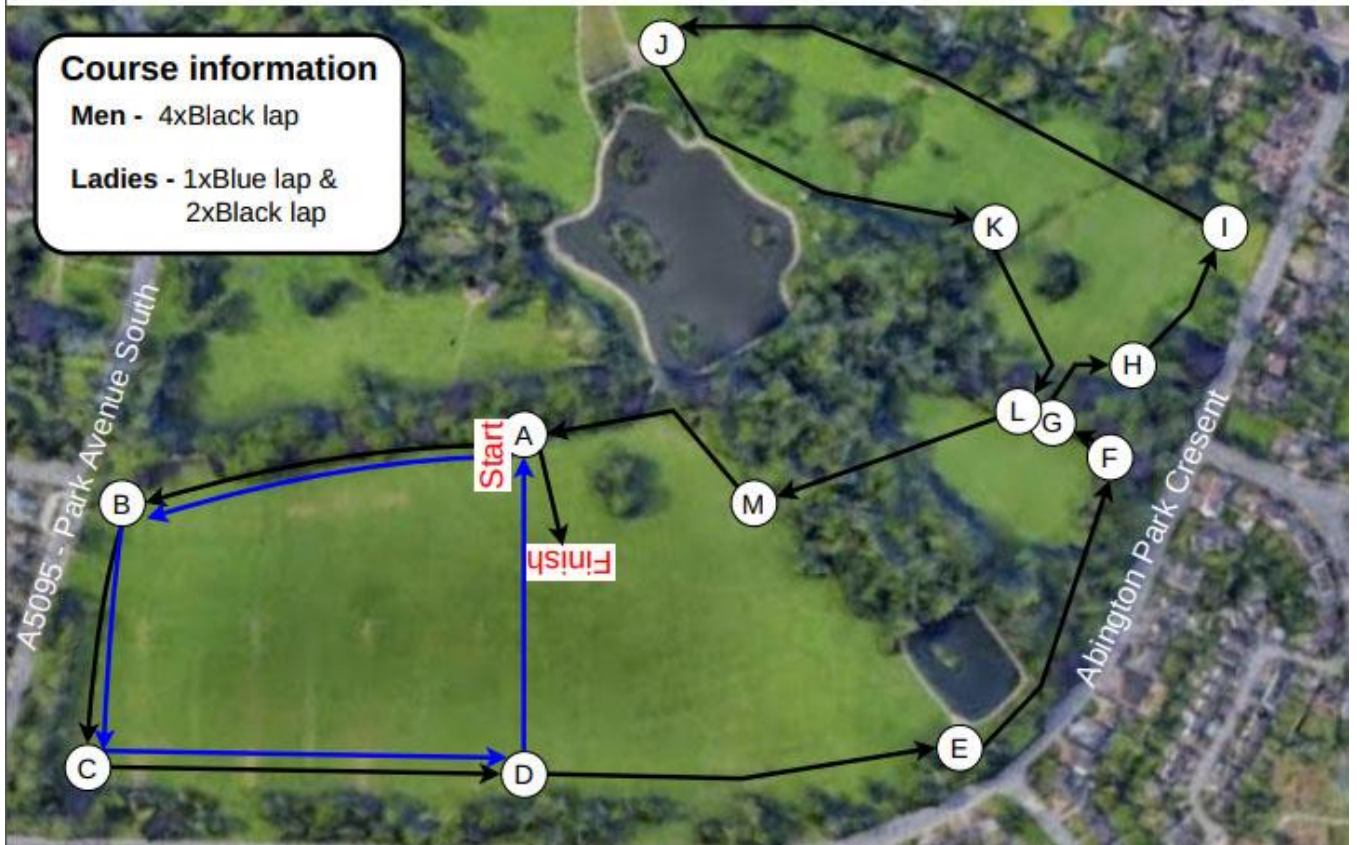 Course information
Men - 4xBlack lap
Ladies - 1xBlue lap &
2xBlack lap
J
K
I
H
L
G
F
A
Start
B
M
Finish
E
C
D
A5095 - Park Avenue South
Abington Park Cresent